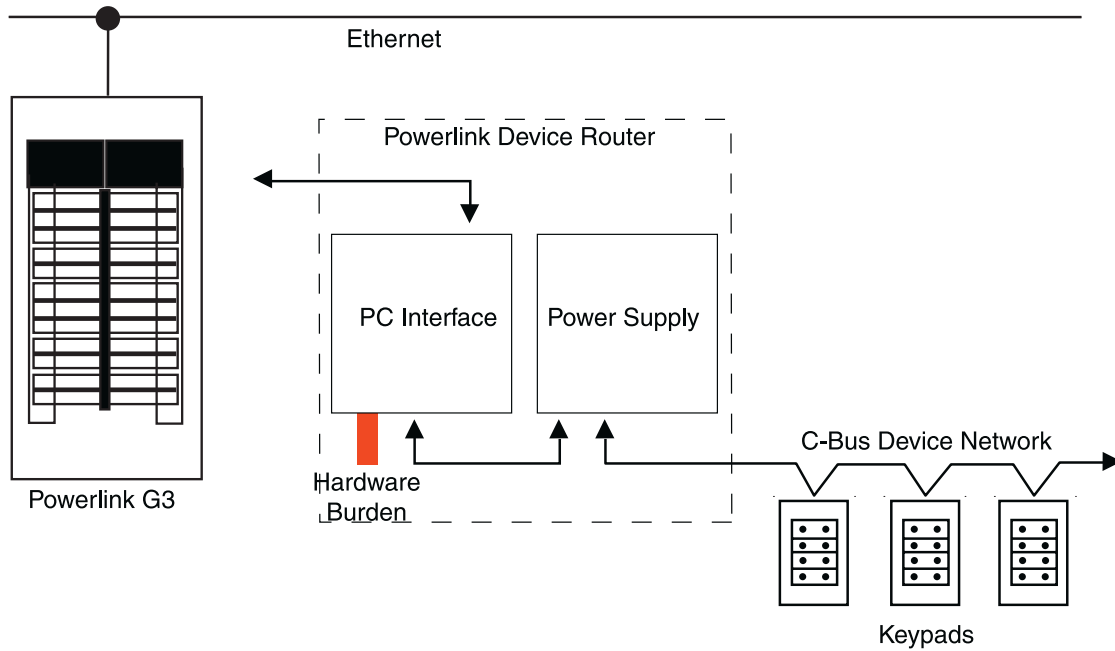 Ethernet
Powerlink Device Router
PC Interface
Power Supply
C-Bus Device Network
Hardware
Burden
Powerlink G3
Keypads